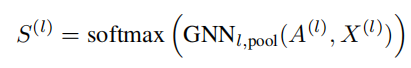 S^{(l)} = softmax (GNN_{l,pool}(A^{(l)}, X^{(l)}))